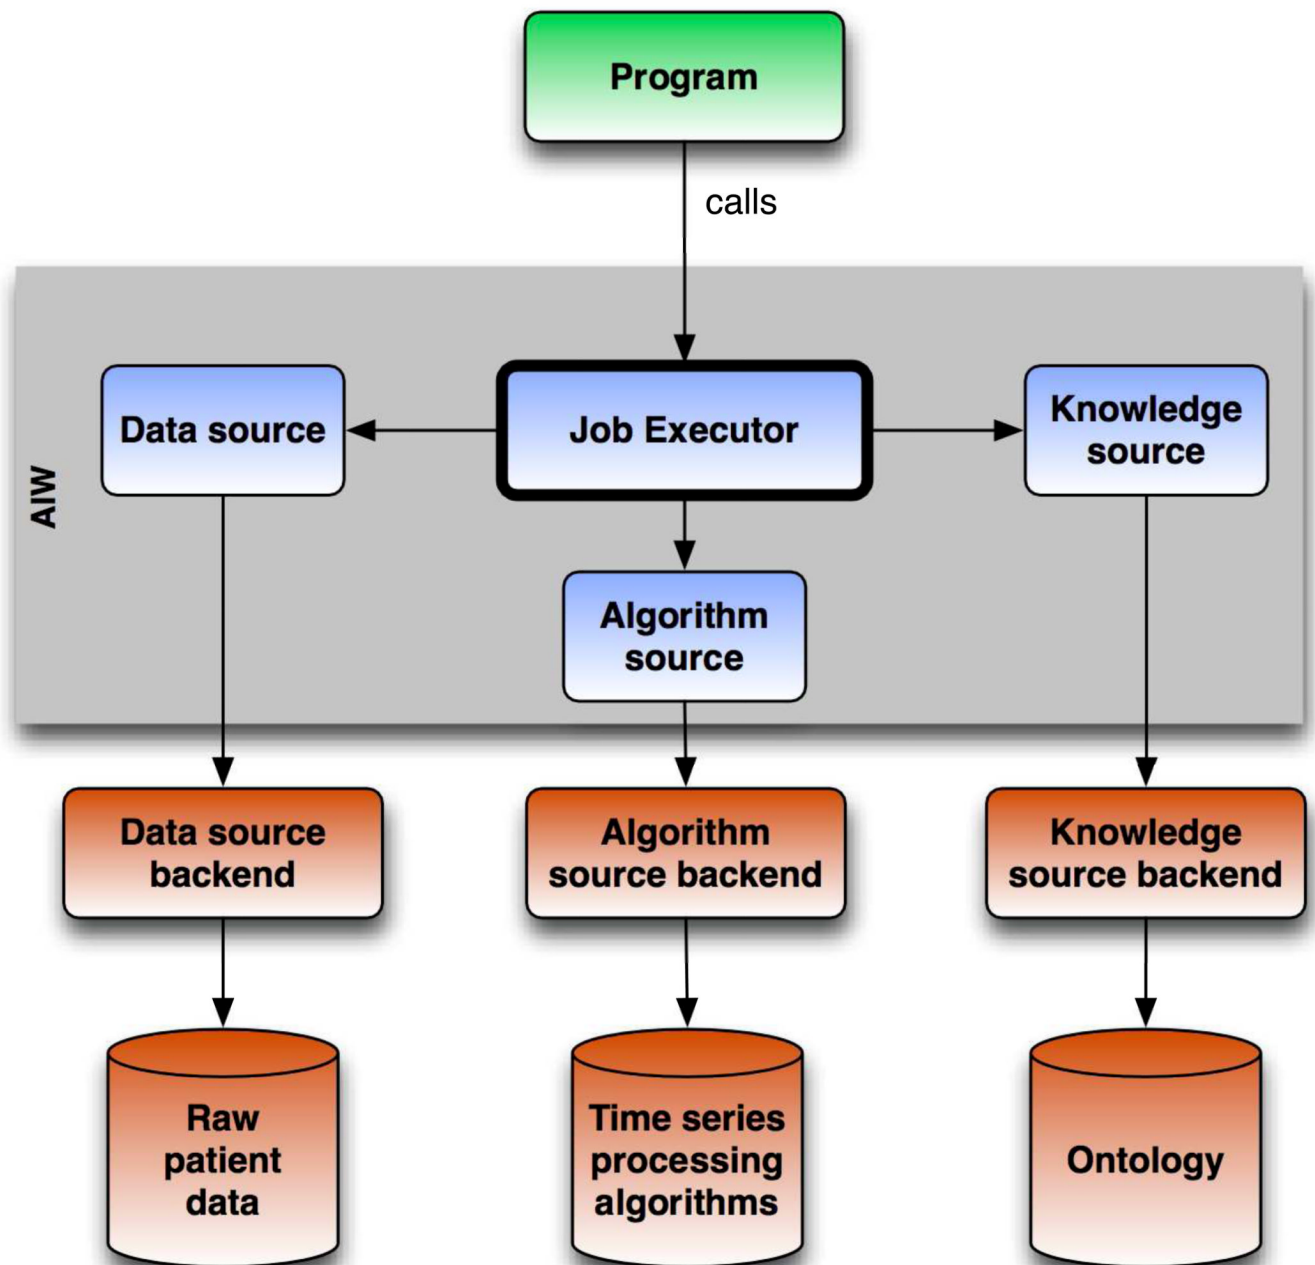 Program
calls
AIW
Data source
Job Executor
Knowledge
source
Algorithm
source
Data source
backend
Algorithm
source backend
Knowledge
source backend
Raw
patient
data
Time series
processing
algorithms
Ontology